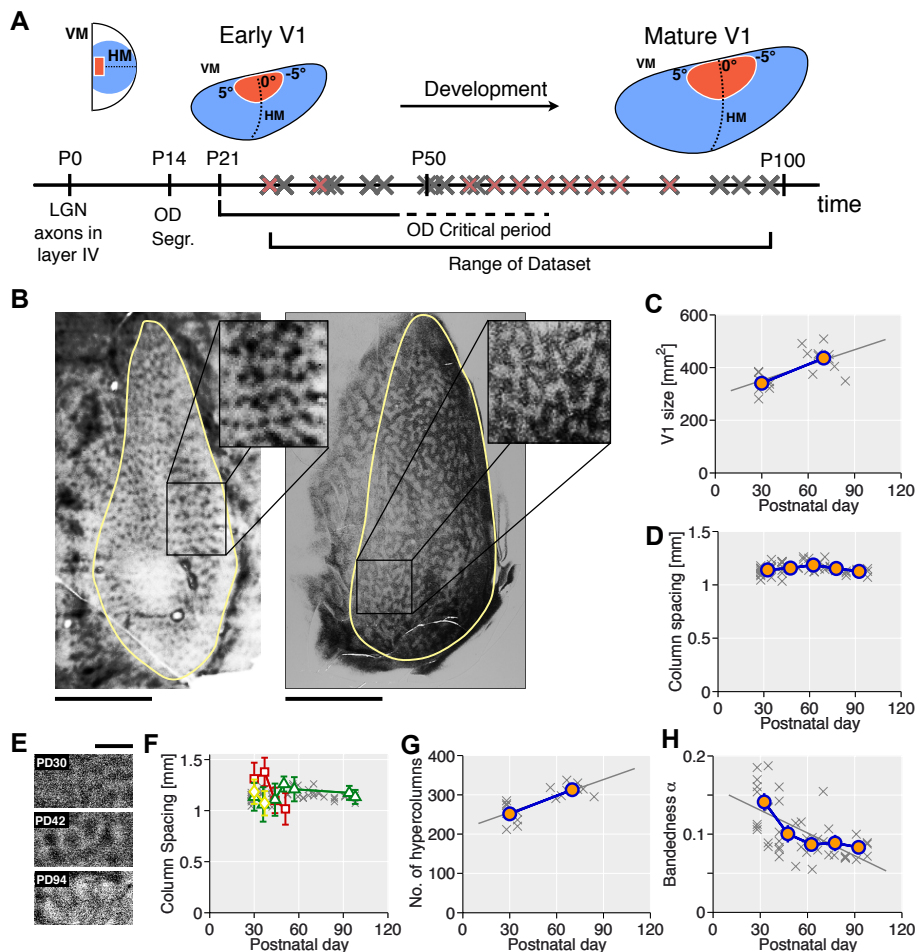 A
VM
HM
Early V1
VM
5°
0°
-5°
HM
Development
Mature V1
VM
5°
0°
-5°
HM
P0
P14
P21
P50
P100
time
LGN
axons in
layer IV
OD
Segr.
OD Critical period
Range of Dataset
B
C
V1 size [mm²]
600
400
200
0
0 30 60 90 120
Postnatal day
D
Column spacing [mm]
1.5
1
0.5
0
0 30 60 90 120
Postnatal day
E
PD30
PD42
PD94
F
Column Spacing [mm]
1.5
1
0.5
0
0 30 60 90 120
Postnatal day
G
No. of hypercolumns
400
300
200
100
0
0 30 60 90 120
Postnatal day
H
Bandedness α
0.2
0.1
0
0 30 60 90 120
Postnatal day